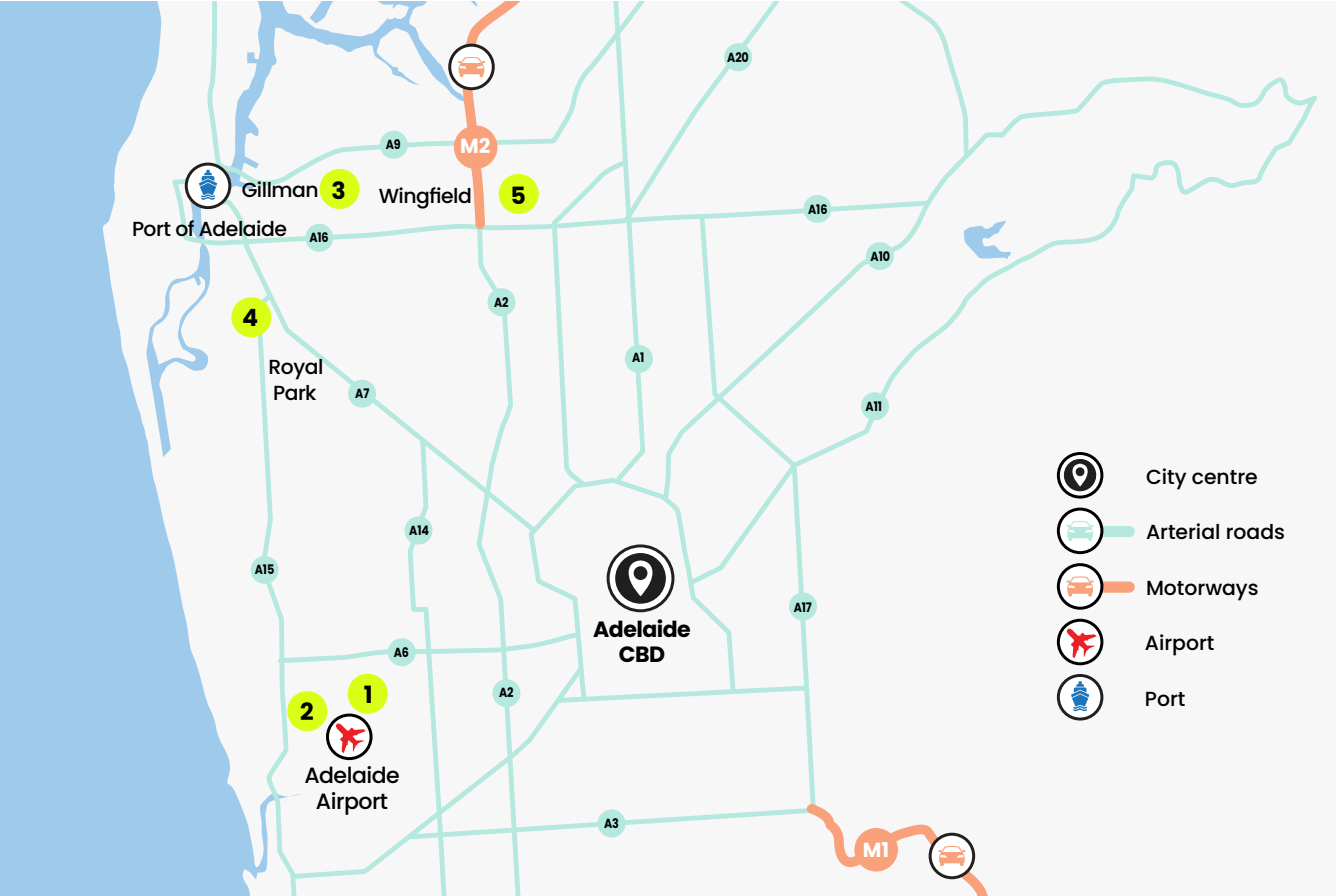 A20
A9
M2
Gillman
3
Wingfield
5
Port of Adelaide
A16
A16
A10
A2
4
A1
Royal
Park
A7
A11
City centre
A14
Arterial roads
A15
Motorways
A17
Adelaide
CBD
A6
Airport
1
A2
2
Port
Adelaide
Airport
A3
M1